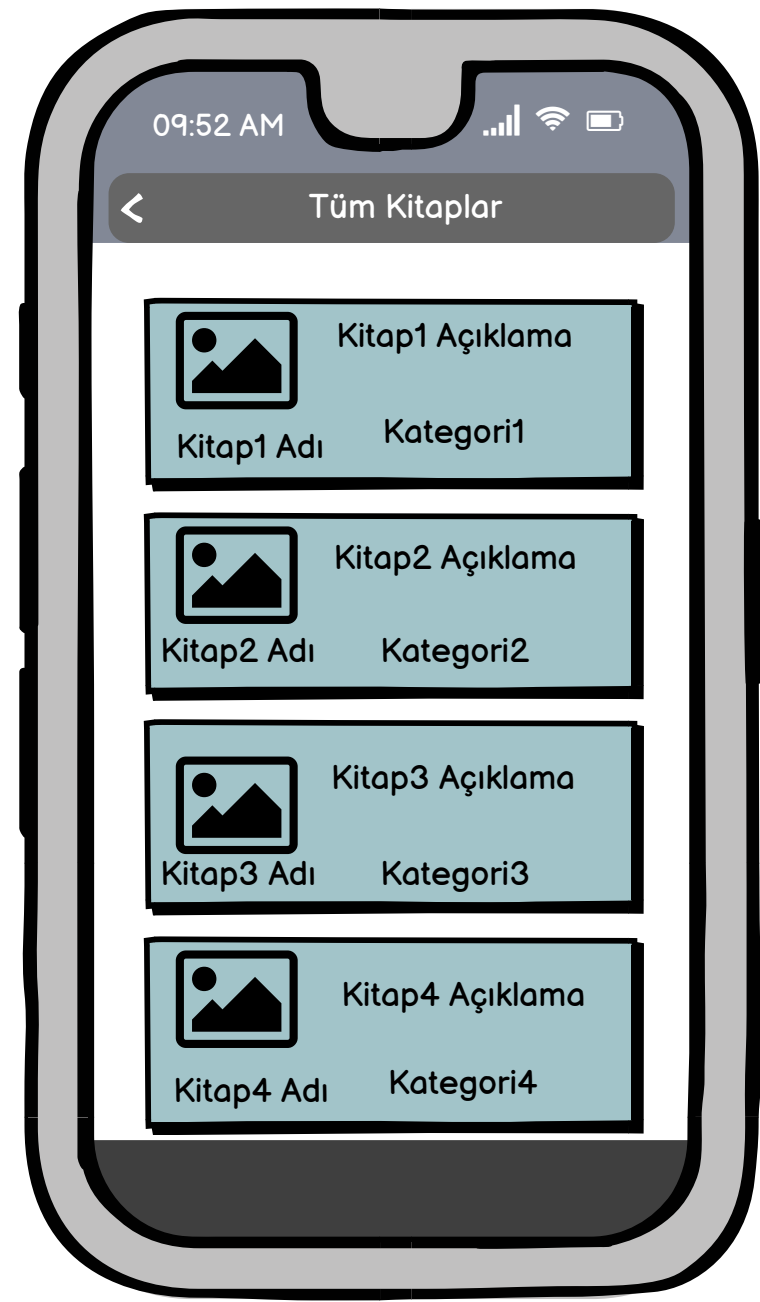 09:52 AM
Tüm Kitaplar
Kitap1 Açıklama
Kategori1
Kitap1 Adı
Kitap2 Açıklama
Kitap2 Adı
Kategori2
Kitap3 Açıklama
Kitap3 Adı
Kategori3
Kitap4 Açıklama
Kategori4
Kitap4 Adı